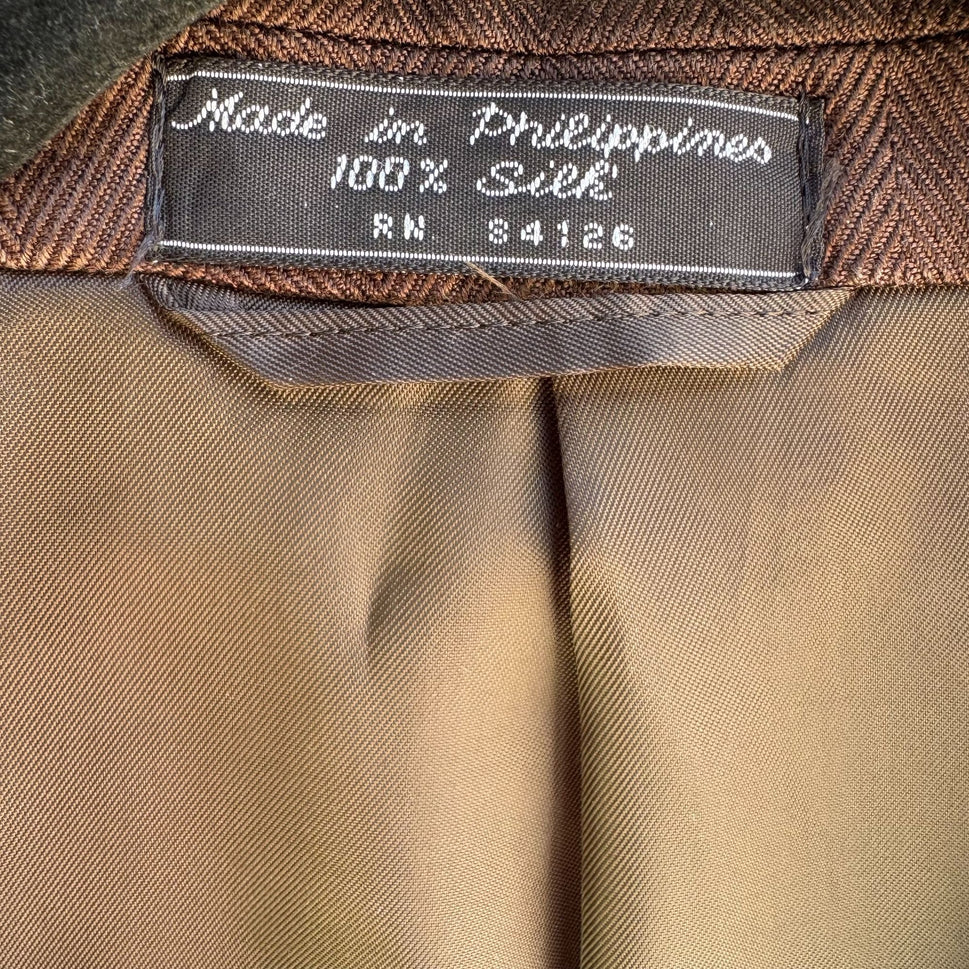 Made in Philippines
100% Silk
RN 84126